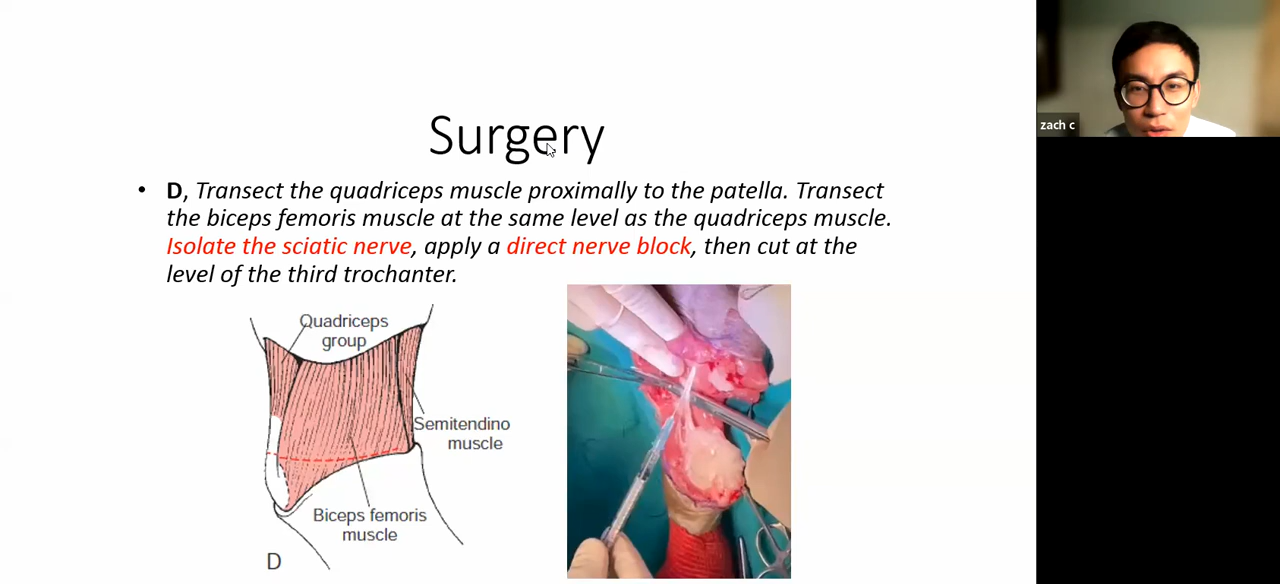 Surgery
• D, Transect the quadriceps muscle proximally to the patella. Transect
the biceps femoris muscle at the same level as the quadriceps muscle.
Isolate the sciatic nerve, apply a direct nerve block, then cut at the
level of the third trochanter.
Quadriceps
group
Semitendino
muscle
Biceps femoris
muscle
D
zach c